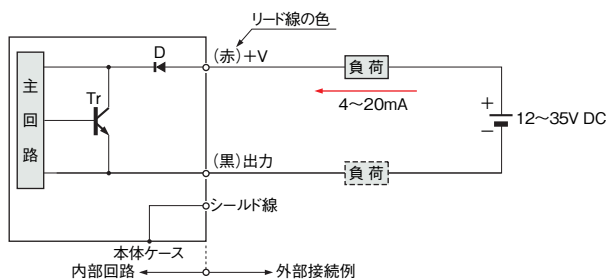 リード線の色
D
(赤)+V
負荷
主回路
Tr
4～20mA
+
−
12～35V DC
(黒)出力
負荷
シールド線
本体ケース
内部回路
外部接続例